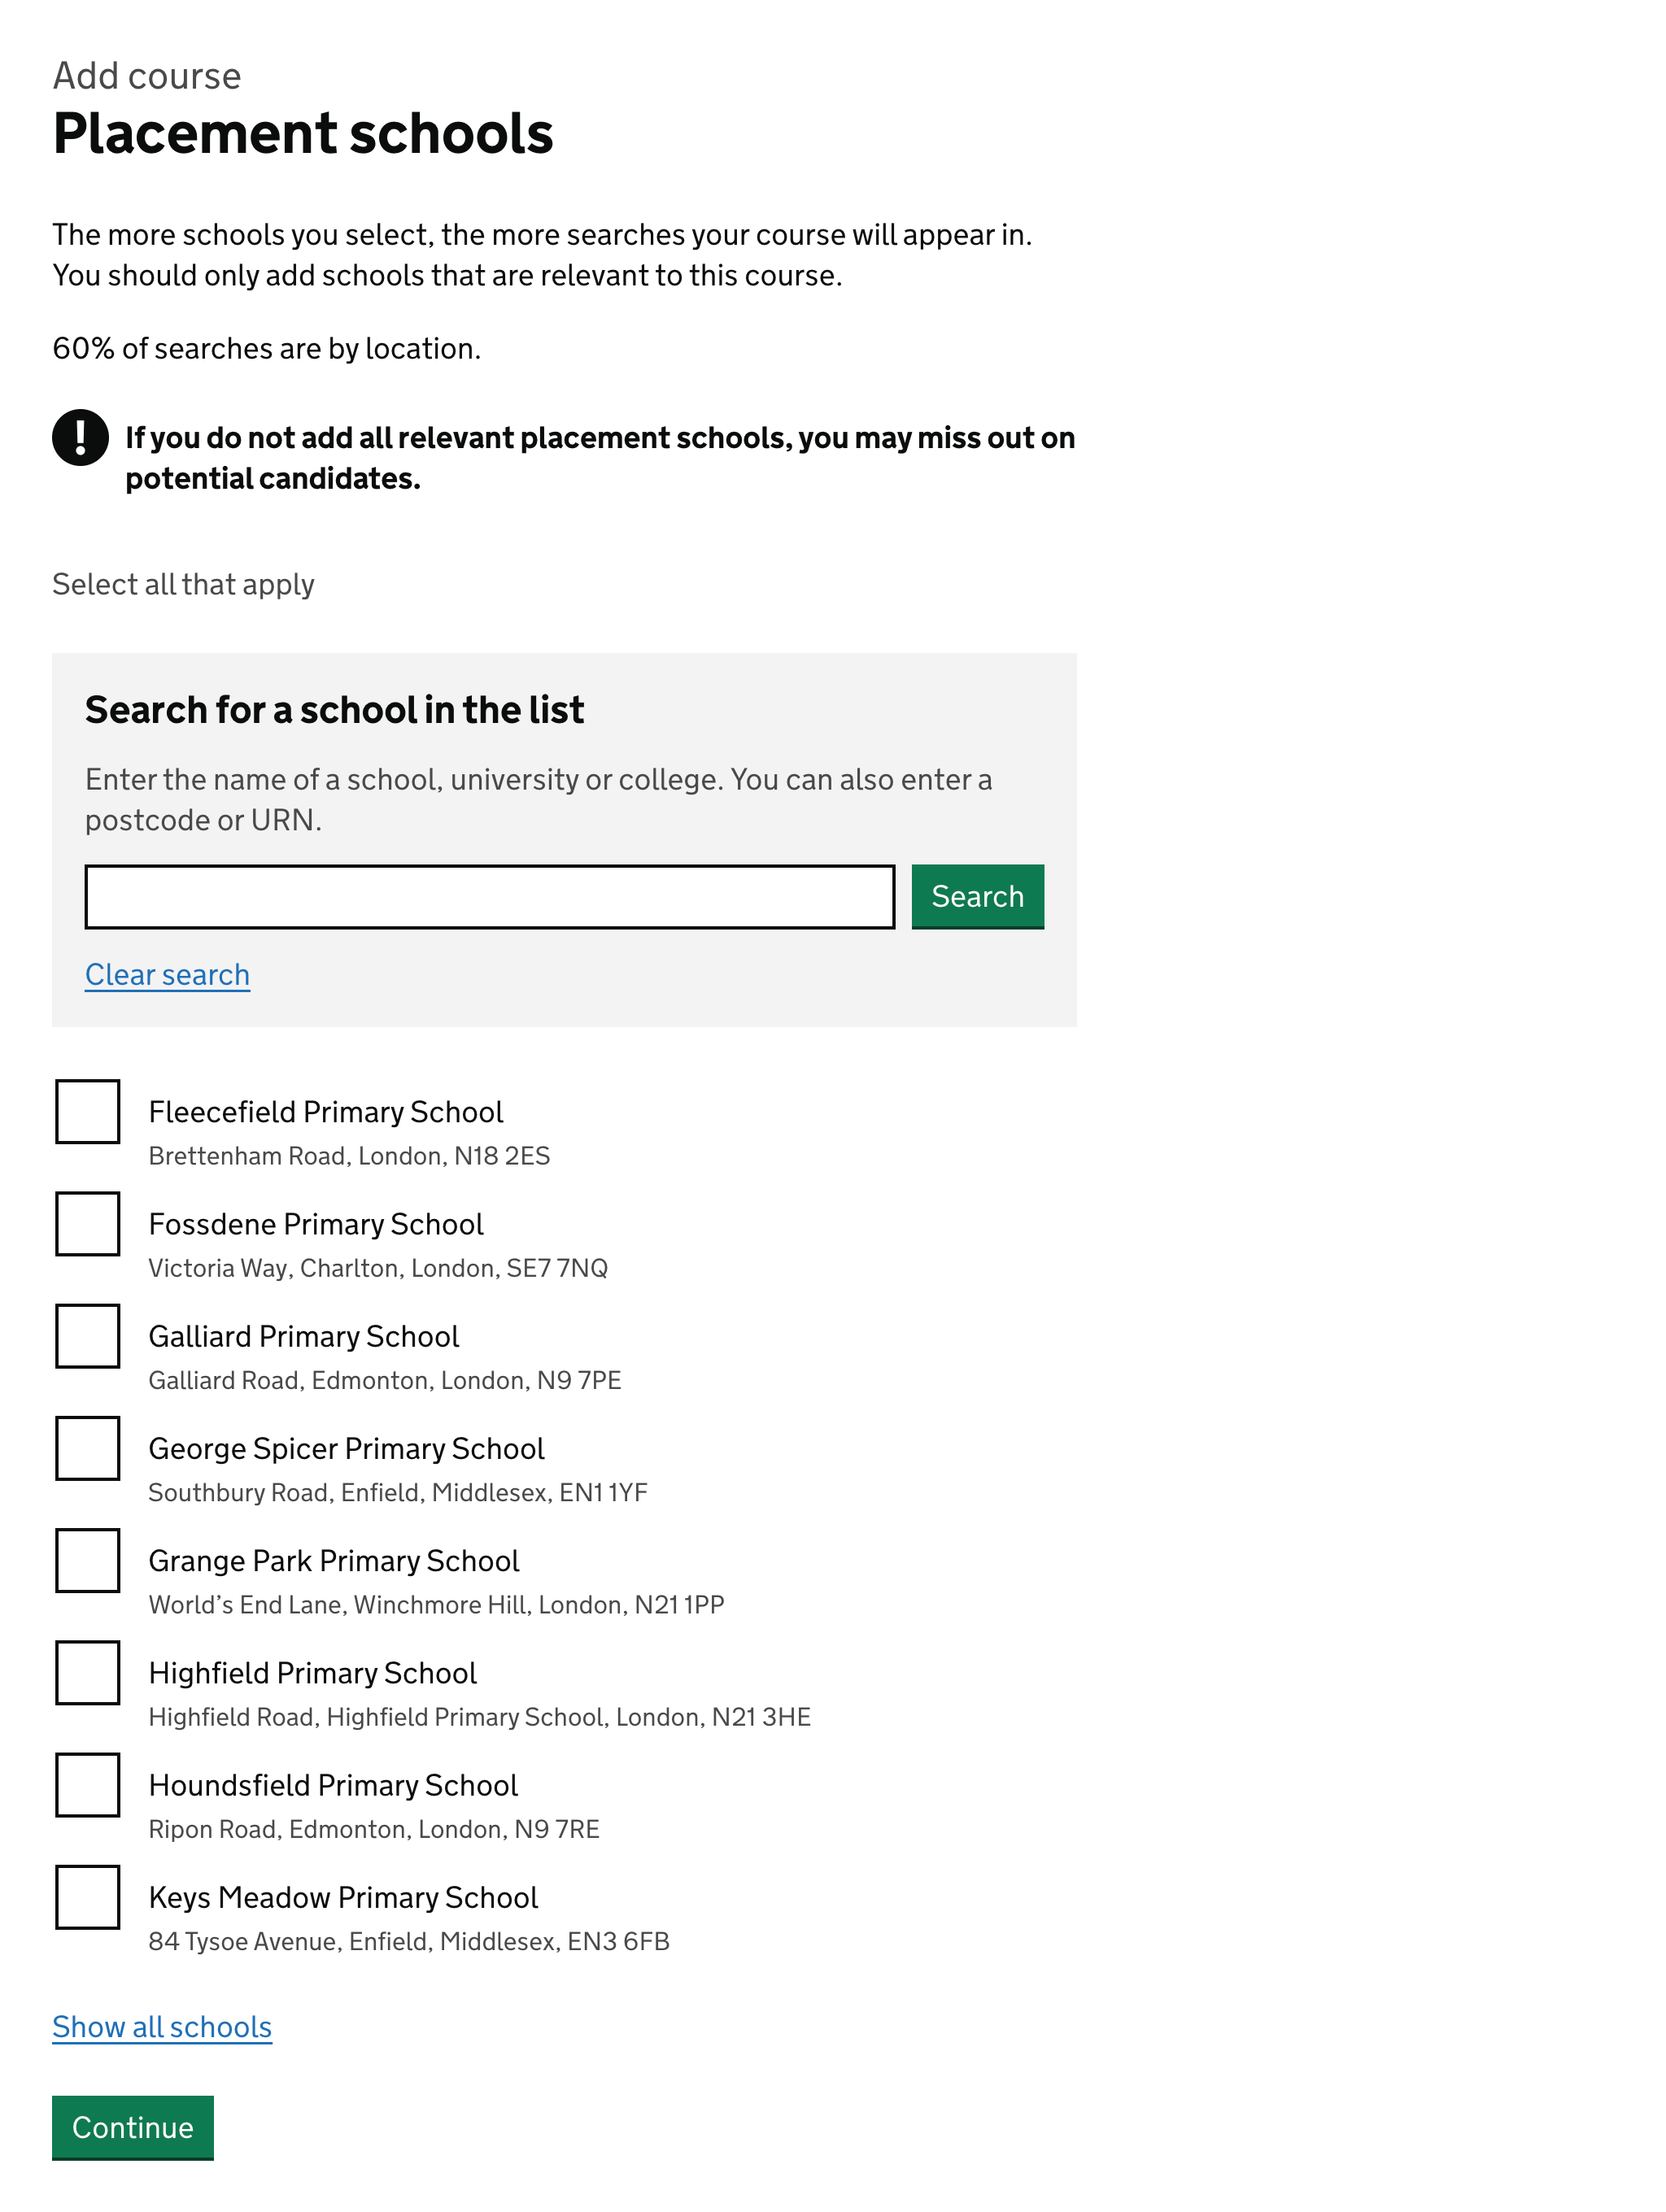 Add course
Placement schools
The more schools you select, the more searches your course will appear in.
You should only add schools that are relevant to this course.
60% of searches are by location.
! If you do not add all relevant placement schools, you may miss out on
potential candidates.
Select all that apply
Search for a school in the list
Enter the name of a school, university or college. You can also enter a
postcode or URN.
Search
Clear search
Fleecefield Primary School
Brettenham Road, London, N18 2ES
Fossdene Primary School
Victoria Way, Charlton, London, SE7 7NQ
Galliard Primary School
Galliard Road, Edmonton, London, N9 7PE
George Spicer Primary School
Southbury Road, Enfield, Middlesex, EN1 1YF
Grange Park Primary School
World’s End Lane, Winchmore Hill, London, N21 1PP
Highfield Primary School
Highfield Road, Highfield Primary School, London, N21 3HE
Houndsfield Primary School
Ripon Road, Edmonton, London, N9 7RE
Keys Meadow Primary School
84 Tysoe Avenue, Enfield, Middlesex, EN3 6FB
Show all schools
Continue